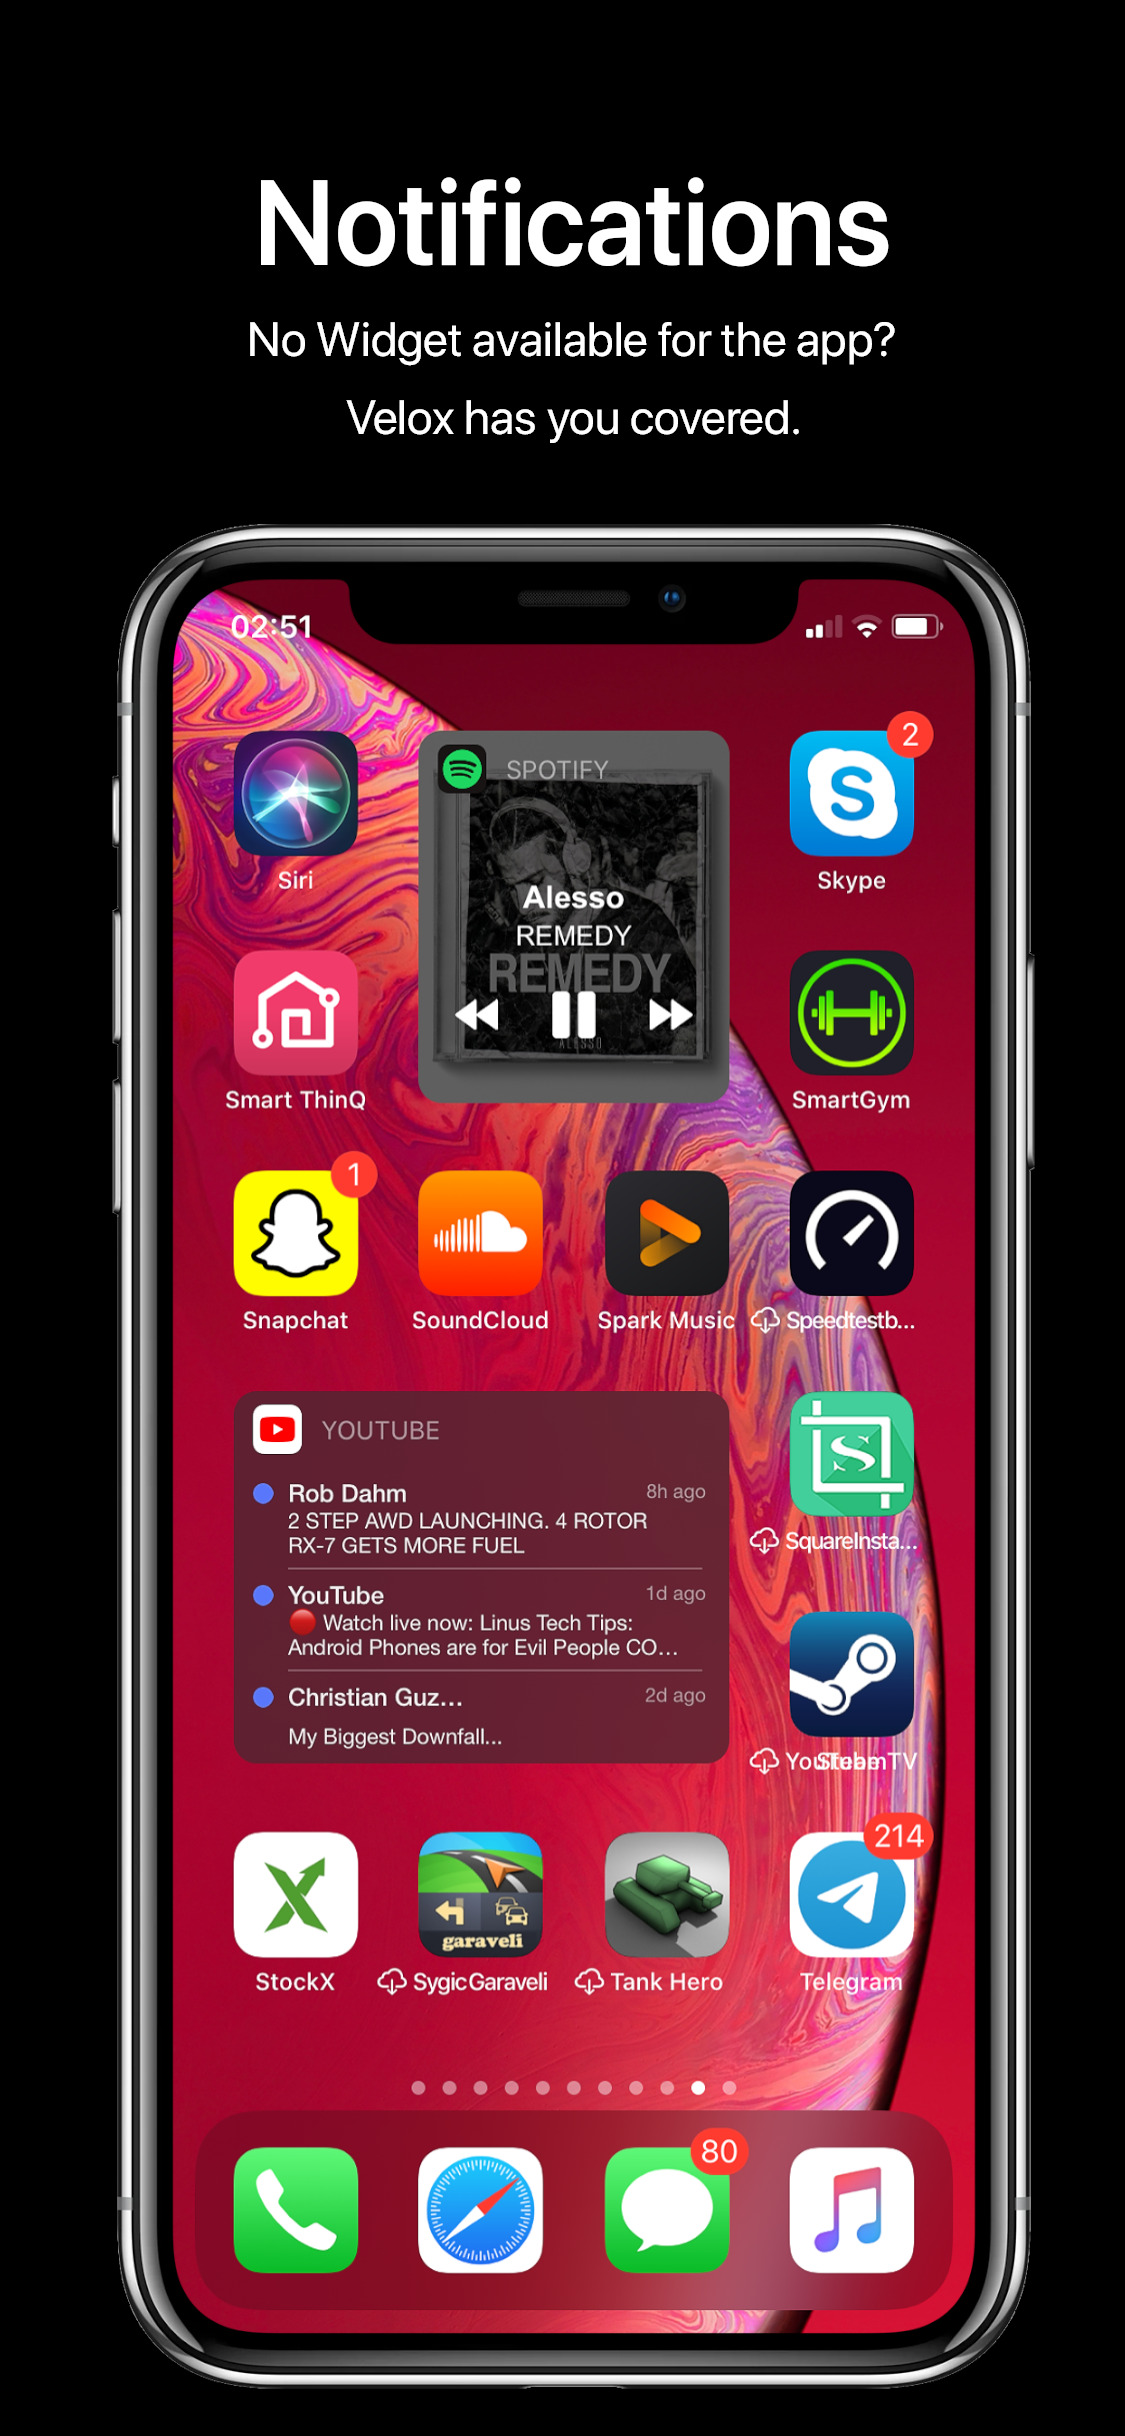 Notifications
No Widget available for the app?
Velox has you covered.
02:51
SPOTIFY
Alesso
REMEDY
REMEDY
ALESSO
2
Siri
Skype
Smart ThinQ
SmartGym
1
Snapchat
SoundCloud
Spark Music
Speedtestb...
YOUTUBE
Rob Dahm
8h ago
2 STEP AWD LAUNCHING. 4 ROTOR
RX-7 GETS MORE FUEL
YouTube
1d ago
Watch live now: Linus Tech Tips:
Android Phones are for Evil People CO...
Christian Guz...
2d ago
My Biggest Downfall...
SquareInsta...
YouTube
SteamTV
214
garaveli
StockX
SygicGaraveli
Tank Hero
Telegram
80